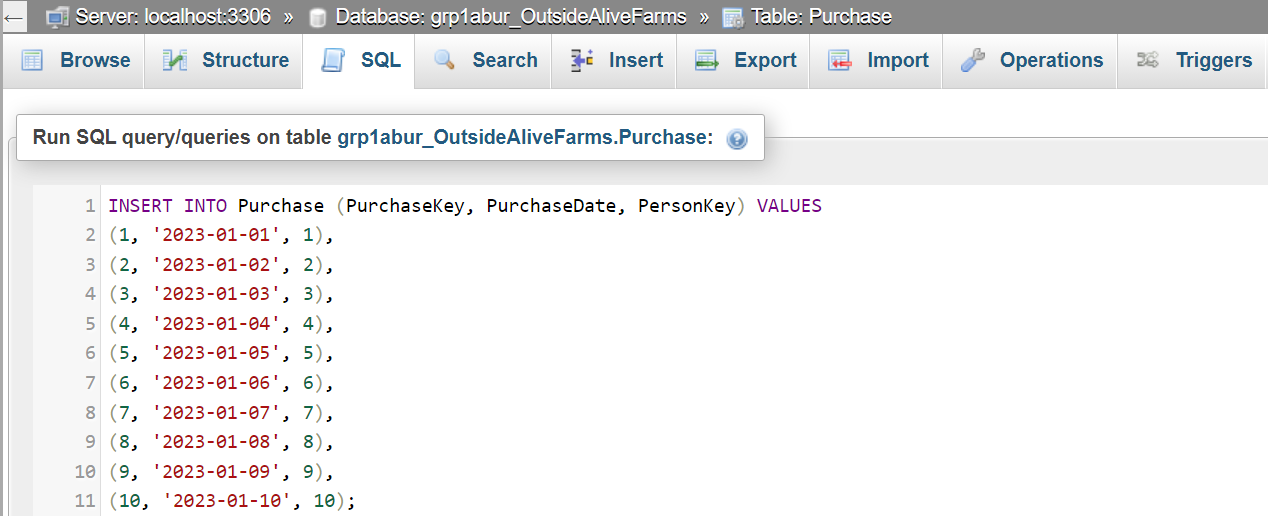 ← Server: localhost:3306 » Database: grp1abur_OutsideAliveFarms » Table: Purchase
Browse Structure SQL Search Insert Export Import Operations Triggers
Run SQL query/queries on table grp1abur_OutsideAliveFarms.Purchase:
1 INSERT INTO Purchase (PurchaseKey, PurchaseDate, PersonKey) VALUES
2 (1, '2023-01-01', 1),
3 (2, '2023-01-02', 2),
4 (3, '2023-01-03', 3),
5 (4, '2023-01-04', 4),
6 (5, '2023-01-05', 5),
7 (6, '2023-01-06', 6),
8 (7, '2023-01-07', 7),
9 (8, '2023-01-08', 8),
10 (9, '2023-01-09', 9),
11 (10, '2023-01-10', 10);